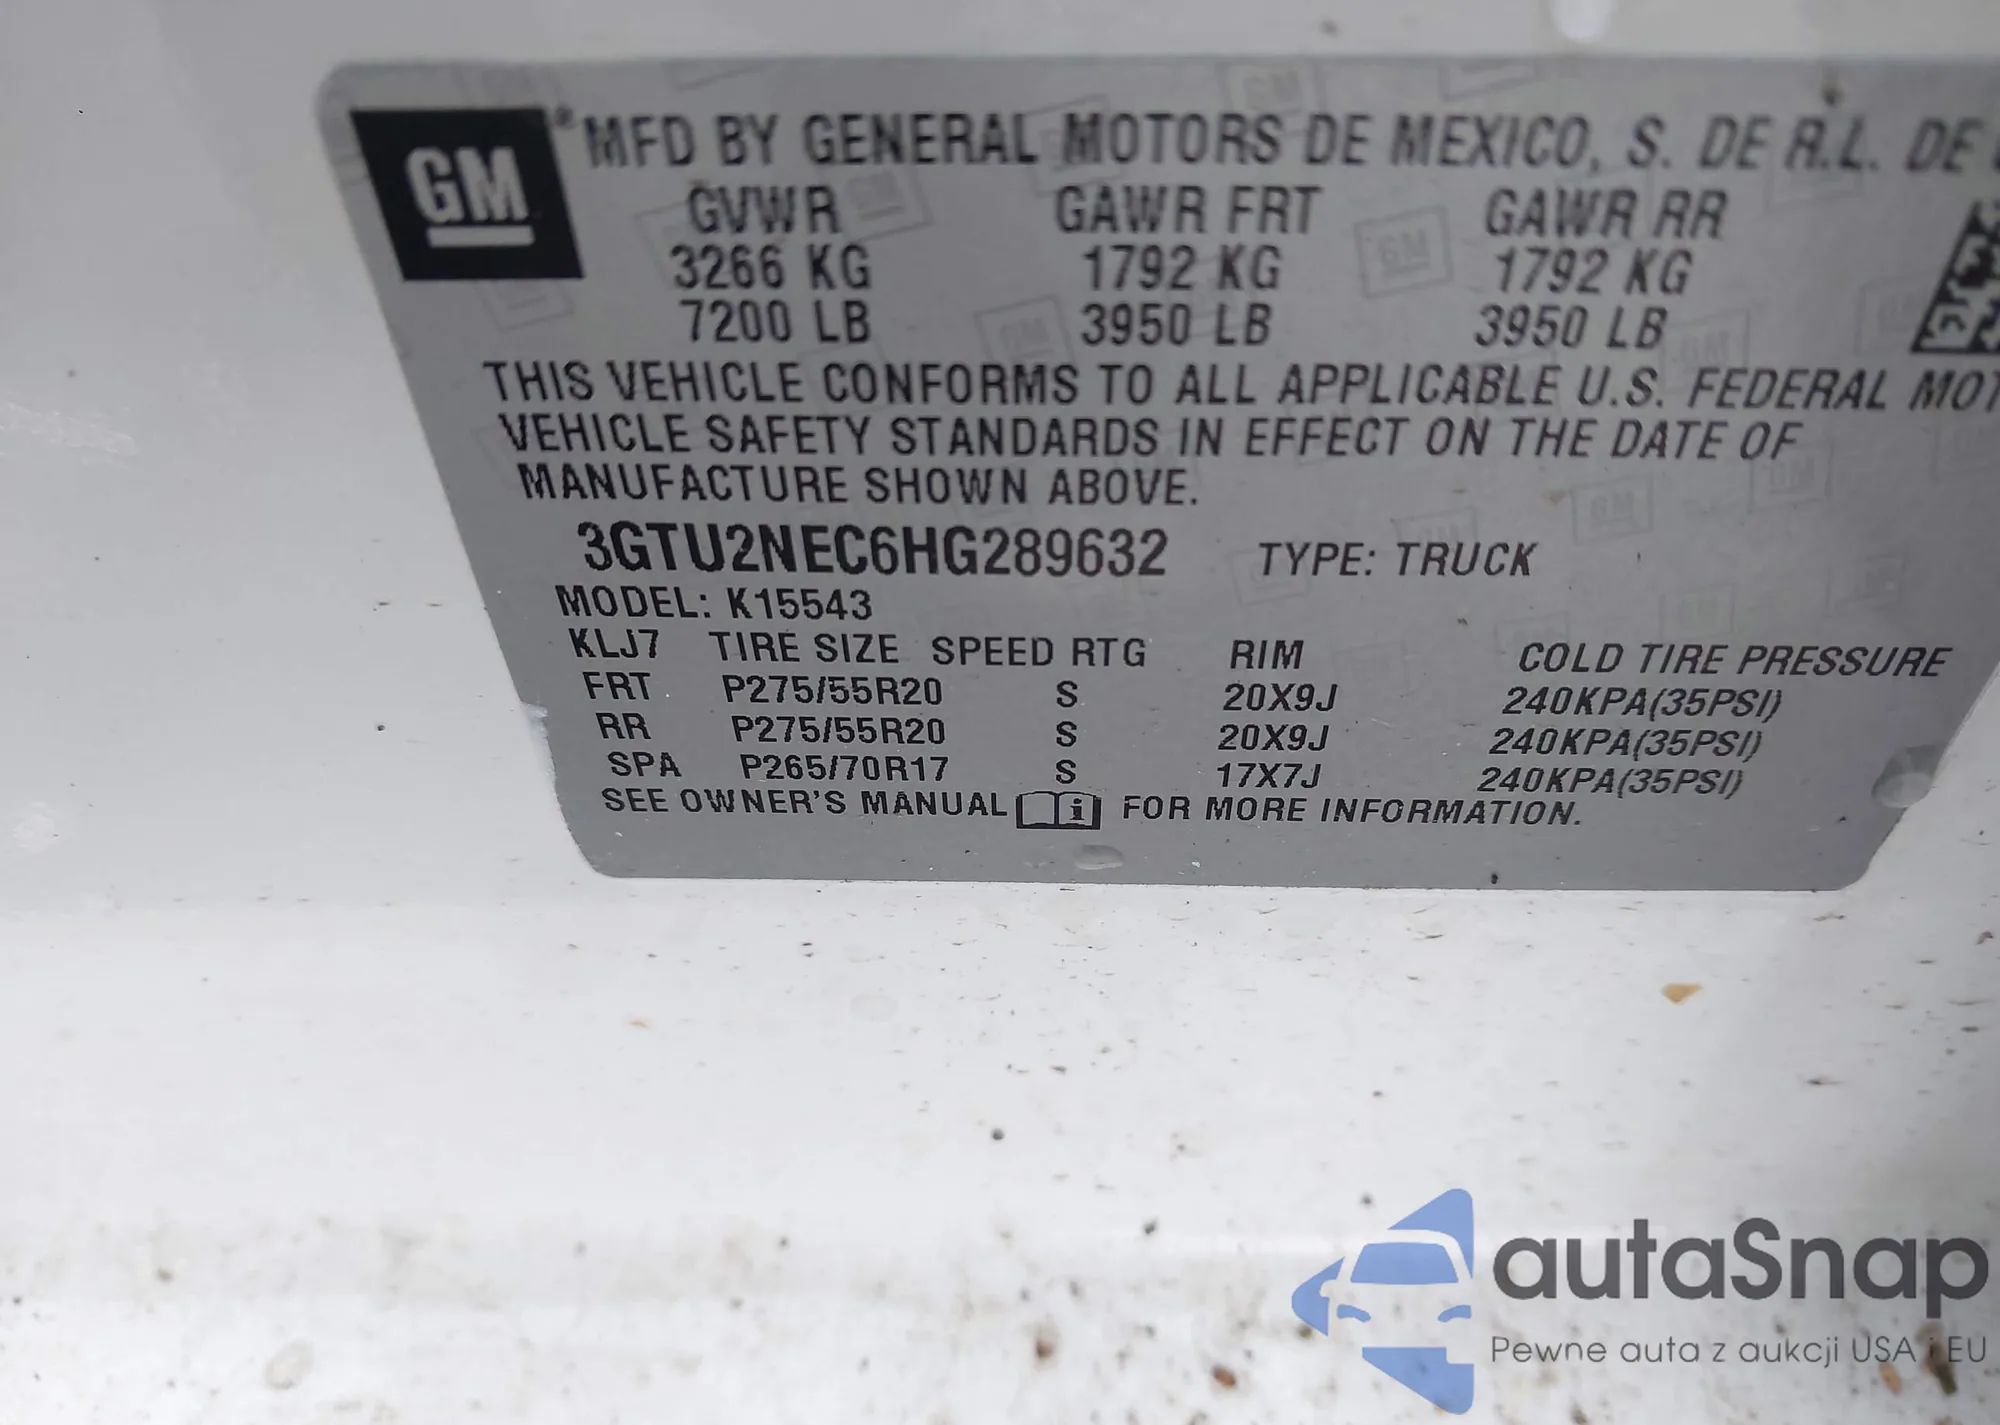 GM
® MFD BY GENERAL MOTORS DE MEXICO, S. DE R.L. DE
GVWR GAWR FRT GAWR RR
3266 KG 1792 KG 1792 KG
7200 LB 3950 LB 3950 LB
THIS VEHICLE CONFORMS TO ALL APPLICABLE U.S. FEDERAL MOT
VEHICLE SAFETY STANDARDS IN EFFECT ON THE DATE OF
MANUFACTURE SHOWN ABOVE.
3GTU2NEC6HG289632 TYPE: TRUCK
MODEL: K15543
KLJ7 TIRE SIZE SPEED RTG RIM COLD TIRE PRESSURE
FRT P275/55R20 S 20X9J 240KPA(35PSI)
RR P275/55R20 S 20X9J 240KPA(35PSI)
SPA P265/70R17 S 17X7J 240KPA(35PSI)
SEE OWNER'S MANUAL i FOR MORE INFORMATION.
autaSnap
Pewne auta z aukcji USA i EU